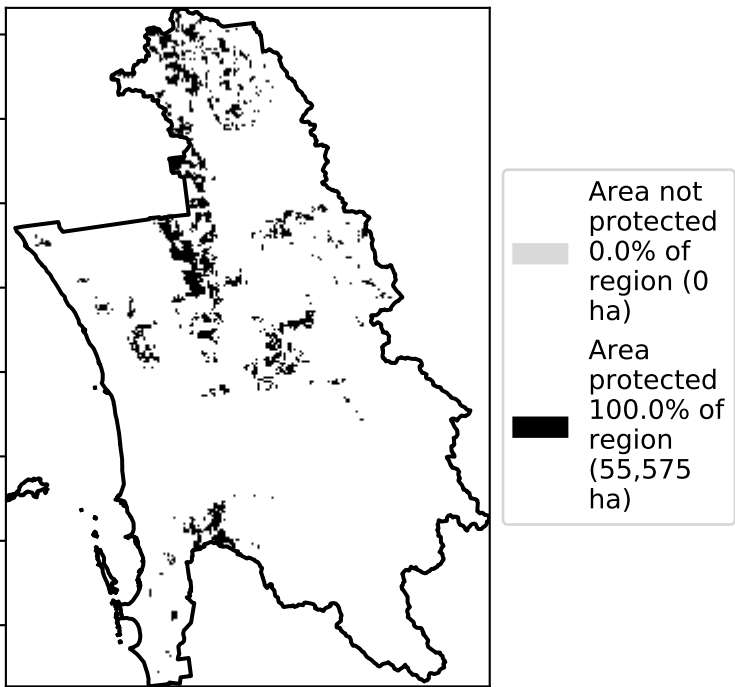 Area not
protected
0.0% of
region (0
ha)
Area
protected
100.0% of
region
(55,575
ha)